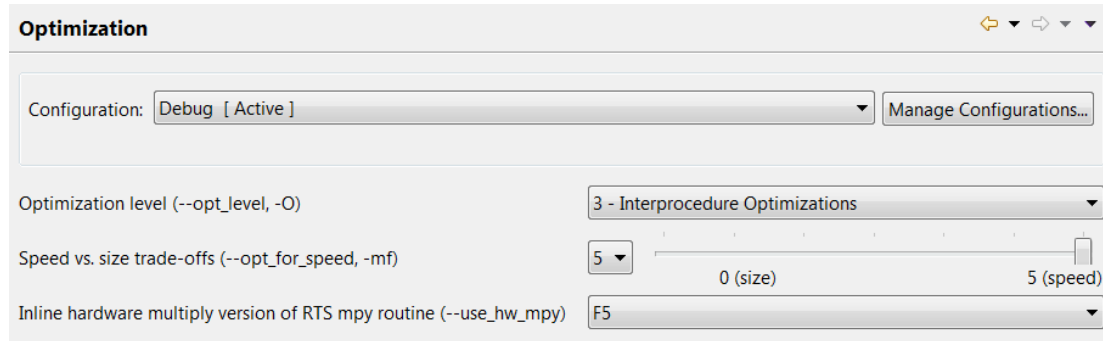 Optimization
Configuration: Debug [ Active ] Manage Configurations...
Optimization level (--opt_level, -O) 3 - Interprocedure Optimizations
Speed vs. size trade-offs (--opt_for_speed, -mf) 5
0 (size) 5 (speed)
Inline hardware multiply version of RTS mpy routine (--use_hw_mpy) F5